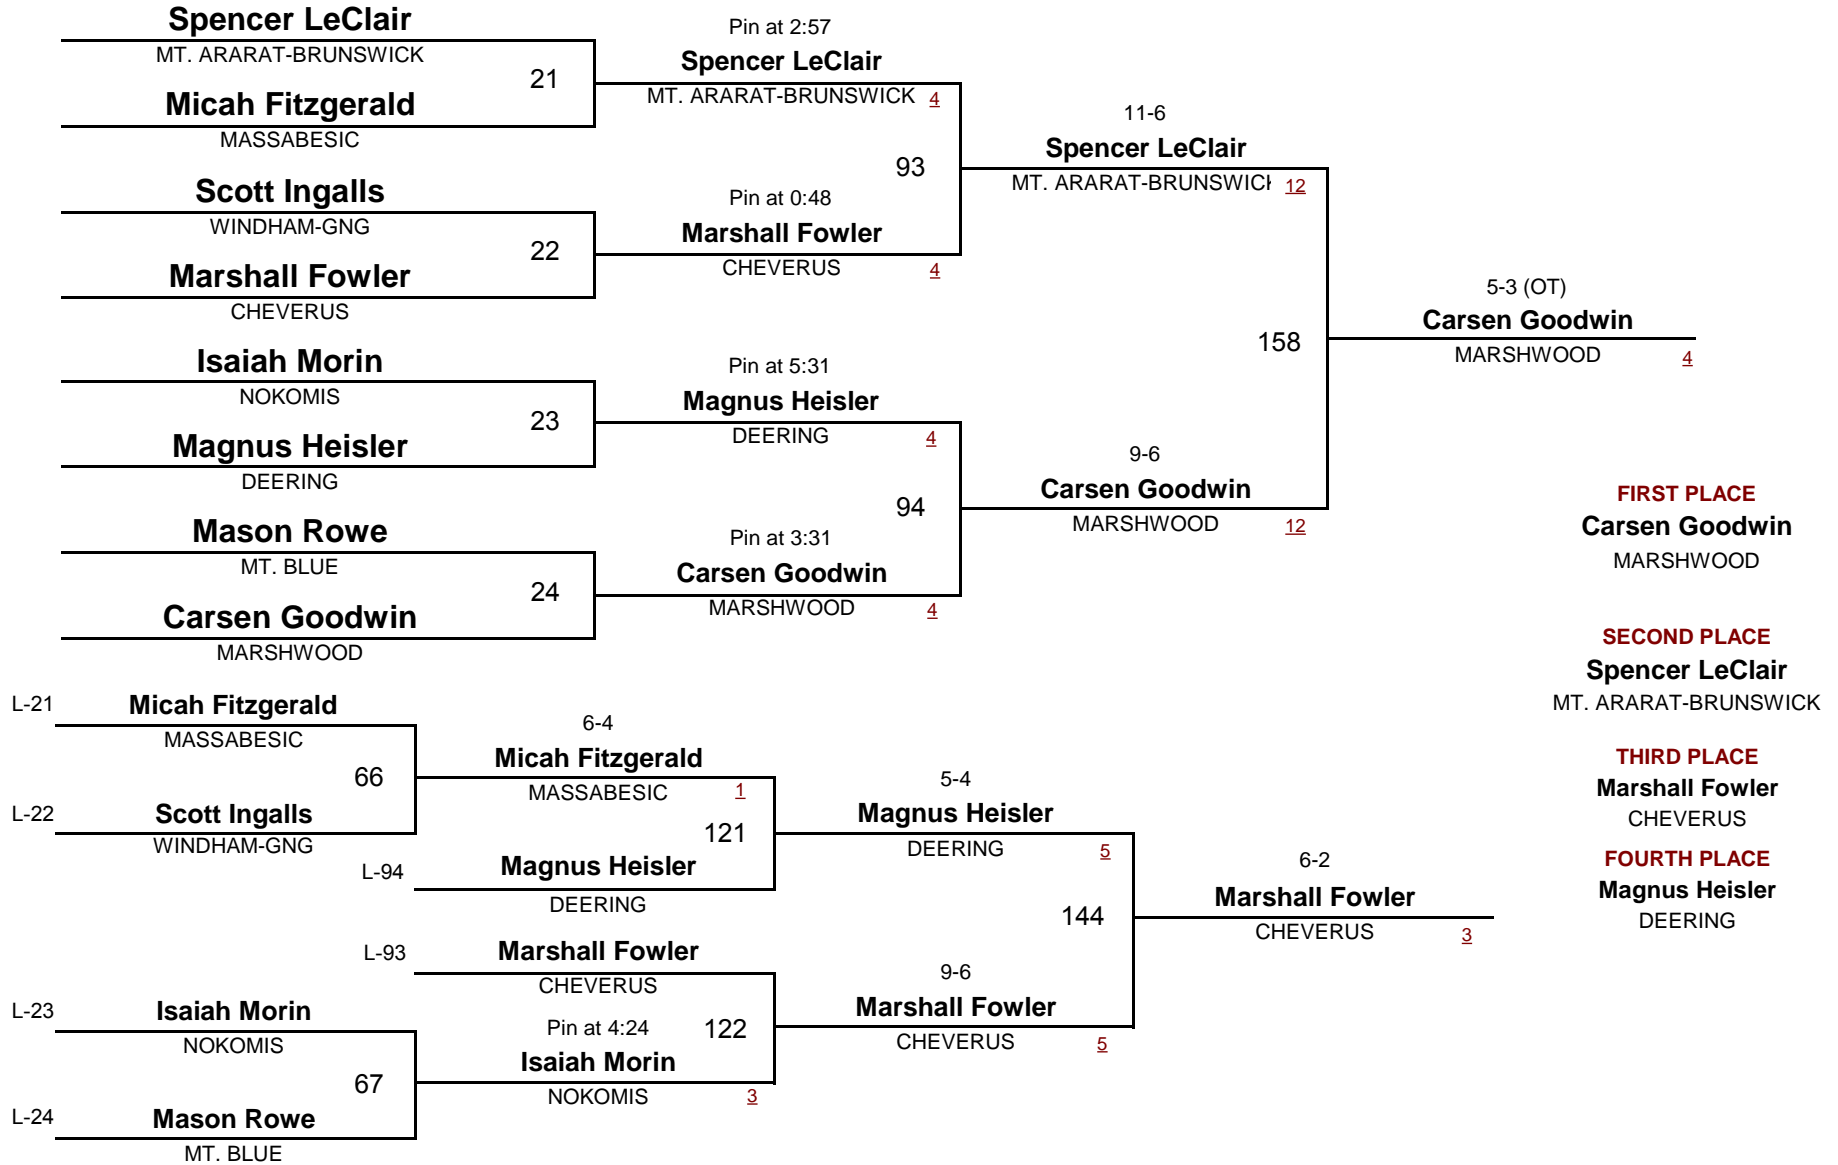 Spencer LeClair
MT. ARARAT-BRUNSWICK
21
Micah Fitzgerald
MASSABESIC
Scott Ingalls
WINDHAM-GNG
22
Marshall Fowler
CHEVERUS
Isaiah Morin
NOKOMIS
23
Magnus Heisler
DEERING
Mason Rowe
MT. BLUE
24
Carsen Goodwin
MARSHWOOD
Pin at 2:57
Spencer LeClair
MT. ARARAT-BRUNSWICK 4
93
Pin at 0:48
Marshall Fowler
CHEVERUS 4
Pin at 5:31
Magnus Heisler
DEERING 4
94
Pin at 3:31
Carsen Goodwin
MARSHWOOD 4
11-6
Spencer LeClair
MT. ARARAT-BRUNSWICK 12
158
9-6
Carsen Goodwin
MARSHWOOD 12
5-3 (OT)
Carsen Goodwin
MARSHWOOD 4
FIRST PLACE
Carsen Goodwin
MARSHWOOD
SECOND PLACE
Spencer LeClair
MT. ARARAT-BRUNSWICK
THIRD PLACE
Marshall Fowler
CHEVERUS
FOURTH PLACE
Magnus Heisler
DEERING
L-21 Micah Fitzgerald
MASSABESIC
66
L-22 Scott Ingalls
WINDHAM-GNG
6-4
Micah Fitzgerald
MASSABESIC 1
121
L-94 Magnus Heisler
DEERING
L-93 Marshall Fowler
CHEVERUS
122
L-23 Isaiah Morin
NOKOMIS
67
L-24 Mason Rowe
MT. BLUE
Pin at 4:24
Isaiah Morin
NOKOMIS 3
5-4
Magnus Heisler
DEERING 5
144
9-6
Marshall Fowler
CHEVERUS 5
6-2
Marshall Fowler
CHEVERUS 3